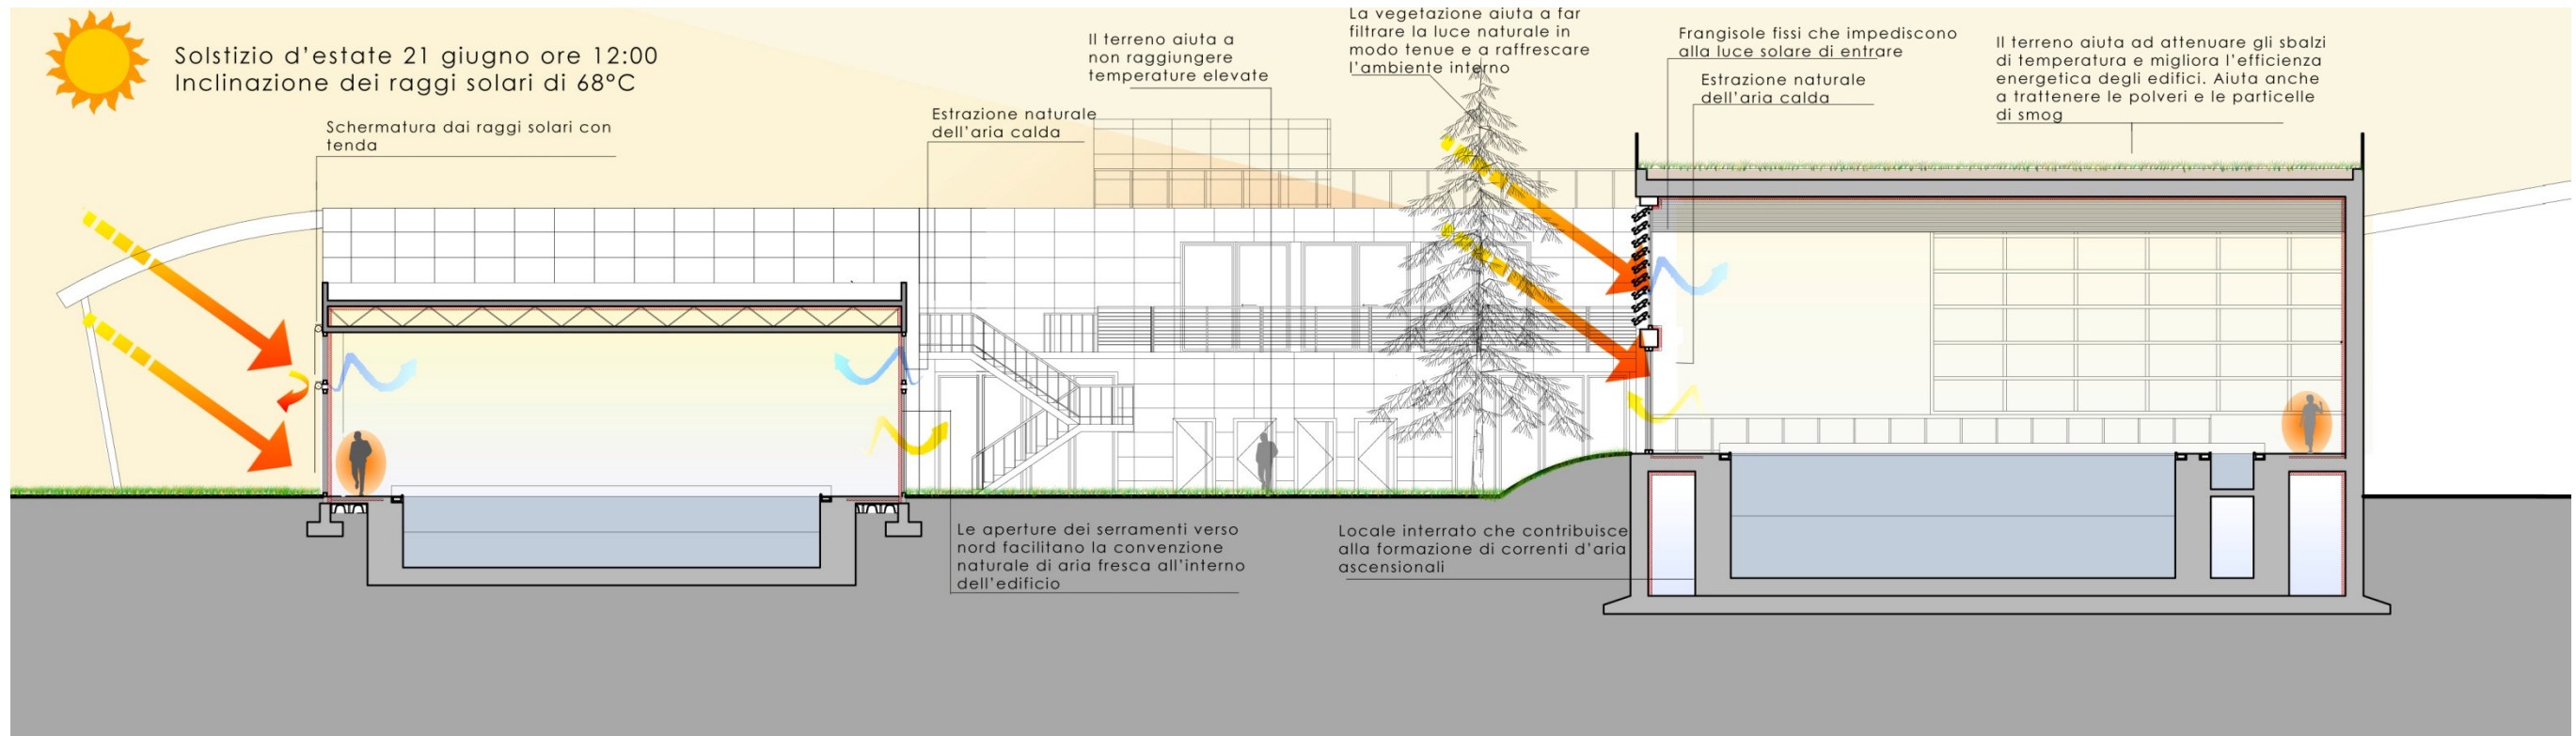 Solstizio d'estate 21 giugno ore 12:00
Inclinazione dei raggi solari di 68°C
Schermatura dai raggi solari con
tenda
Estrazione naturale
dell'aria calda
Il terreno aiuta a
non raggiungere
temperature elevate
La vegetazione aiuta a far
filtrare la luce naturale in
modo tenue e a raffrescare
l'ambiente interno
Frangisole fissi che impediscono
alla luce solare di entrare
Estrazione naturale
dell'aria calda
Il terreno aiuta ad attenuare gli sbalzi
di temperatura e migliora l'efficienza
energetica degli edifici. Aiuta anche
a trattenere le polveri e le particelle
di smog
Le aperture dei serramenti verso
nord facilitano la convenzione
naturale di aria fresca all'interno
dell'edificio
Locale interrato che contribuisce
alla formazione di correnti d'aria
ascensionali